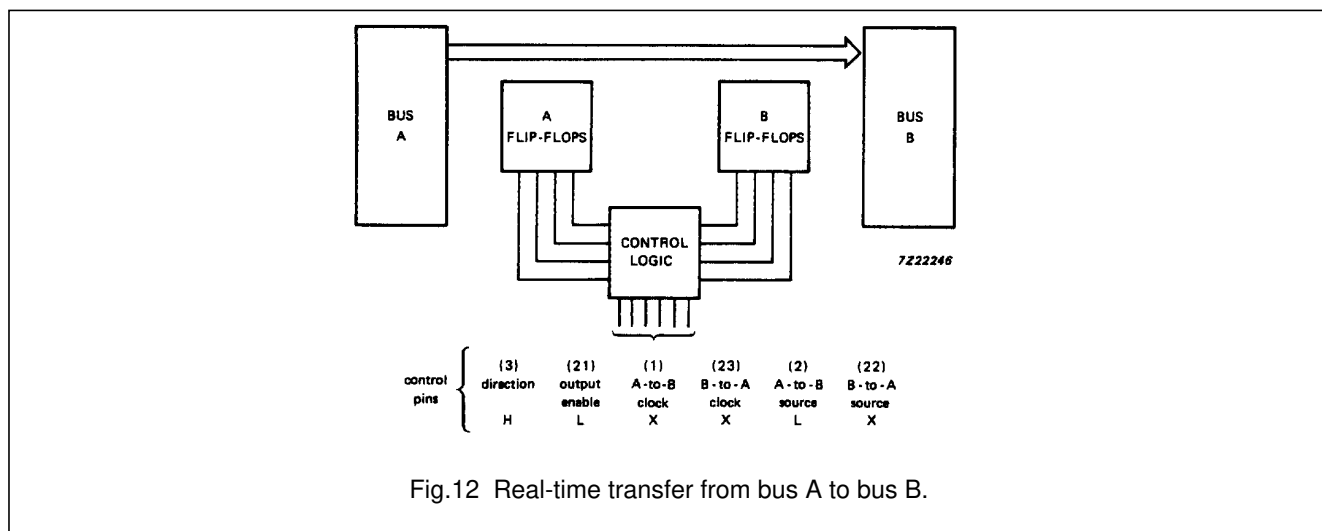 BUS
A
A
FLIP-FLOPS
B
FLIP-FLOPS
BUS
B
CONTROL
LOGIC
7Z22246
control
pins
(3) (21) (1) (23) (2) (22)
direction output A-to-B B-to-A A-to-B B-to-A
enable clock clock source source
H L X X L X
Fig.12 Real-time transfer from bus A to bus B.